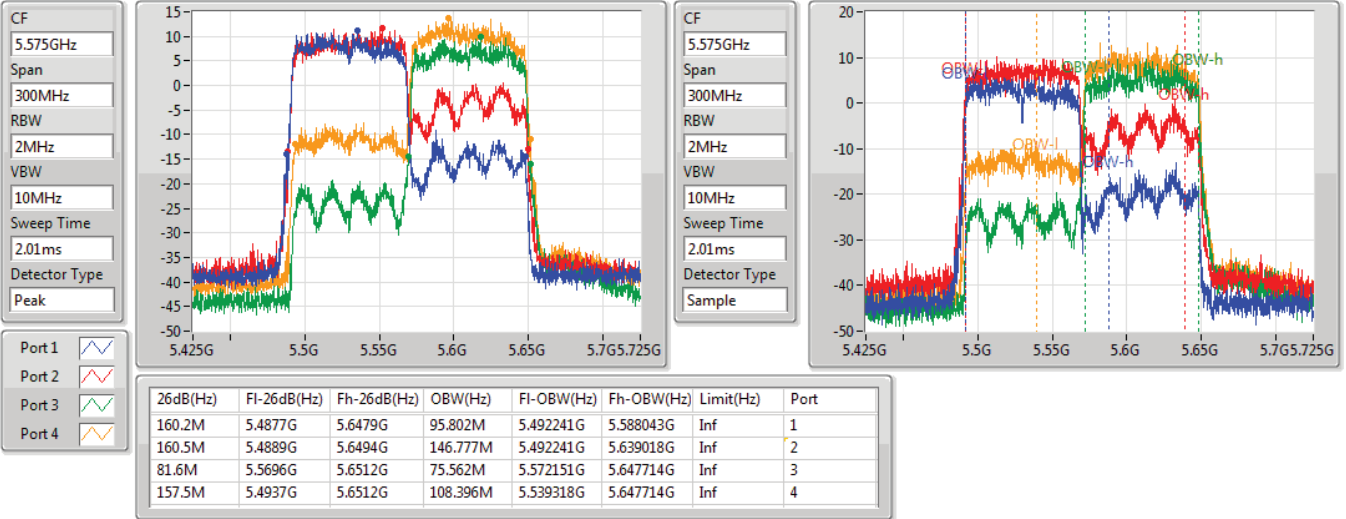 CF
5.575GHz
Span
300MHz
RBW
2MHz
VBW
10MHz
Sweep Time
2.01ms
Detector Type
Peak
15
10
5
0
-5
-10
-15
-20
-25
-30
-35
-40
-45
-50
5.425G 5.5G 5.55G 5.6G 5.65G 5.7G 5.725G
CF
5.575GHz
Span
300MHz
RBW
2MHz
VBW
10MHz
Sweep Time
2.01ms
Detector Type
Sample
20
10
0
-10
-20
-30
-40
-50
OBW-h
OBW-h
OBW-l
OBW-h
5.425G 5.5G 5.55G 5.6G 5.65G 5.7G 5.725G
Port 1
Port 2
Port 3
Port 4
26dB(Hz) Fl-26dB(Hz) Fh-26dB(Hz) OBW(Hz) Fl-OBW(Hz) Fh-OBW(Hz) Limit(Hz) Port
160.2M 5.4877G 5.6479G 95.802M 5.492241G 5.588043G Inf 1
160.5M 5.4889G 5.6494G 146.777M 5.492241G 5.639018G Inf 2
81.6M 5.5696G 5.6512G 75.562M 5.572151G 5.647714G Inf 3
157.5M 5.4937G 5.6512G 108.396M 5.539318G 5.647714G Inf 4